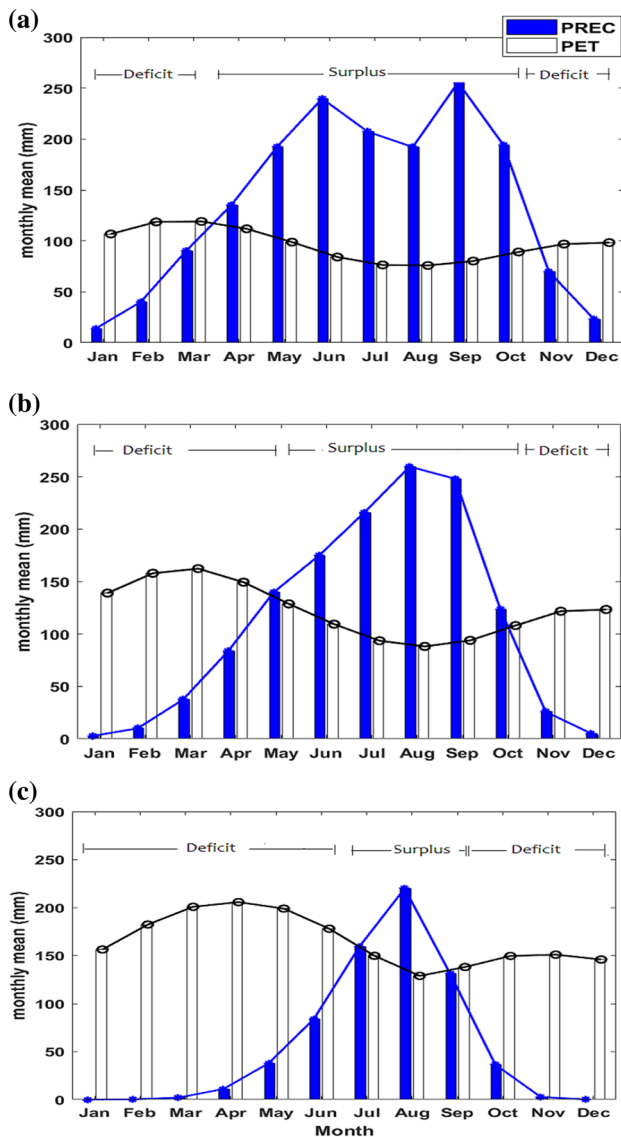 (a)
PREC
PET
300
250
200
150
100
50
0
monthly mean (mm)
Deficit Surplus Deficit
Jan Feb Mar Apr May Jun Jul Aug Sep Oct Nov Dec
(b)
300
250
200
150
100
50
0
monthly mean (mm)
Deficit Surplus Deficit
Jan Feb Mar Apr May Jun Jul Aug Sep Oct Nov Dec
(c)
300
250
200
150
100
50
0
monthly mean (mm)
Deficit Surplus Deficit
Jan Feb Mar Apr May Jun Jul Aug Sep Oct Nov Dec
Month